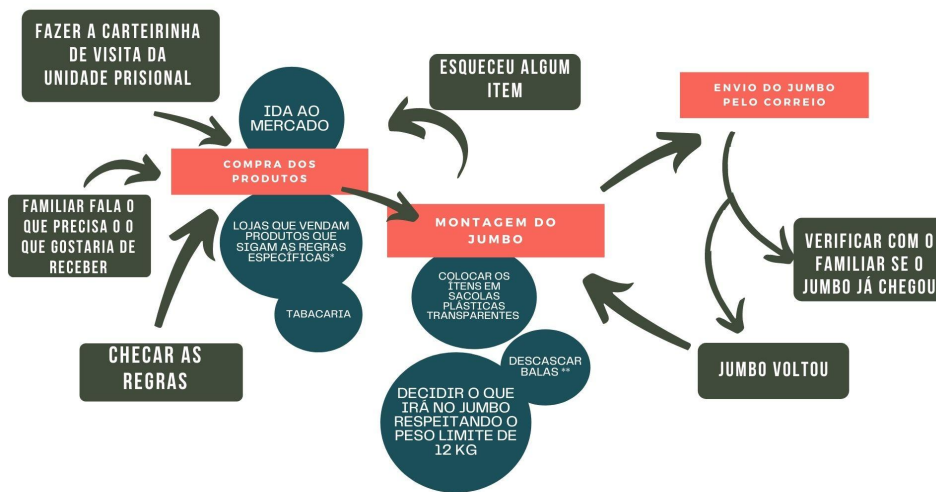 FAZER A CARTEIRINHA
DE VISITA DA
UNIDADE PRISIONAL
IDA AO
MERCADO
ESQUECEU ALGUM
ITEM
ENVIO DO JUMBO
PELO CORREIO
COMPRA DOS
PRODUTOS
FAMILIAR FALA O
QUE PRECISA O O
QUE GOSTARIA DE
RECEBER
LOJAS QUE VENDAM
PRODUTOS QUE
SIGAM AS REGRAS
ESPECÍFICAS*
TABACARIA
CHECAR AS
REGRAS
MONTAGEM DO
JUMBO
COLOCAR OS
ÍTENS EM
SACOLAS
PLÁSTICAS
TRANSPARENTES
DESCASCAR
BALAS **
DECIDIR O QUE
IRÁ NO JUMBO
RESPEITANDO O
PESO LIMITE DE
12 KG
VERIFICAR COM O
FAMILIAR SE O
JUMBO JÁ CHEGOU
JUMBO VOLTOU